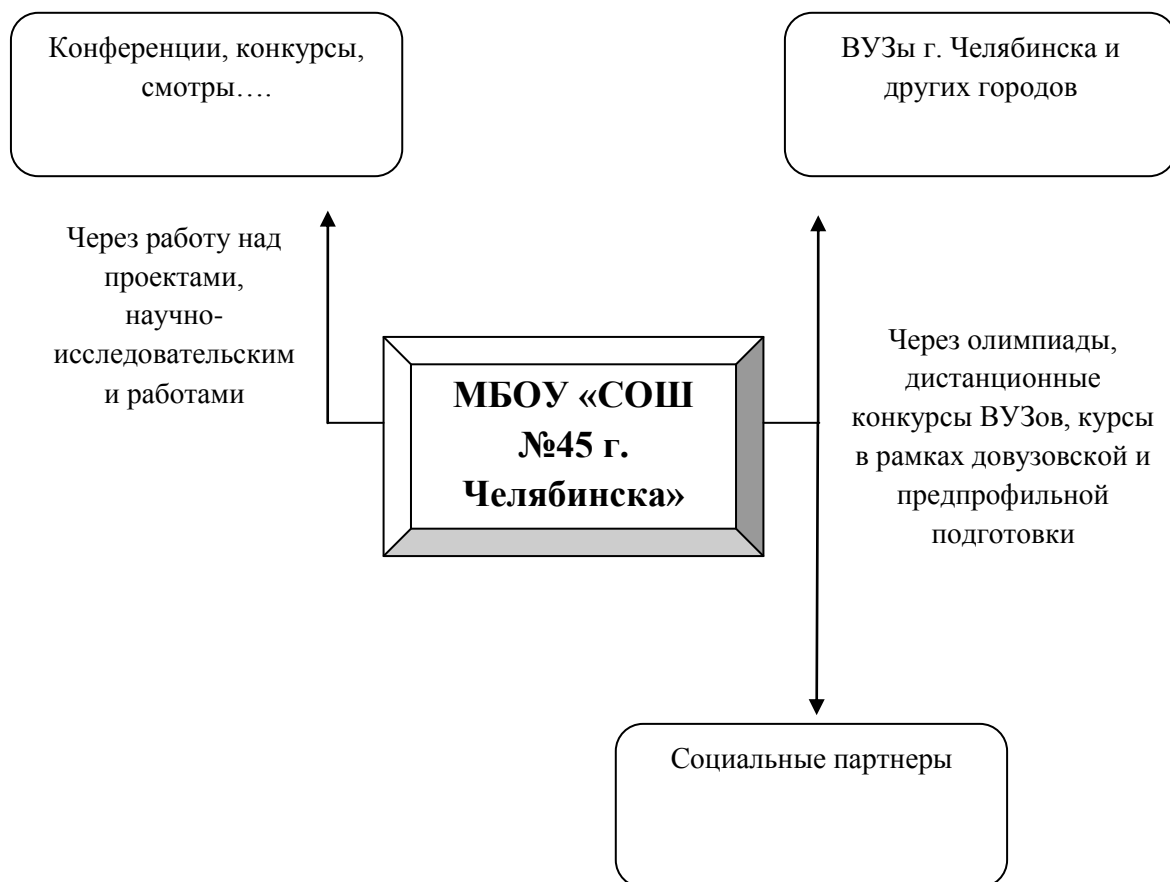 Конференции, конкурсы,
смотры….
ВУЗы г. Челябинска и
других городов
Через работу над
проектами,
научно-
исследовательским
и работами
МБОУ «СОШ
№45 г.
Челябинска»
Через олимпиады,
дистанционные
конкурсы ВУЗов, курсы
в рамках довузовской и
предпрофильной
подготовки
Социальные партнеры